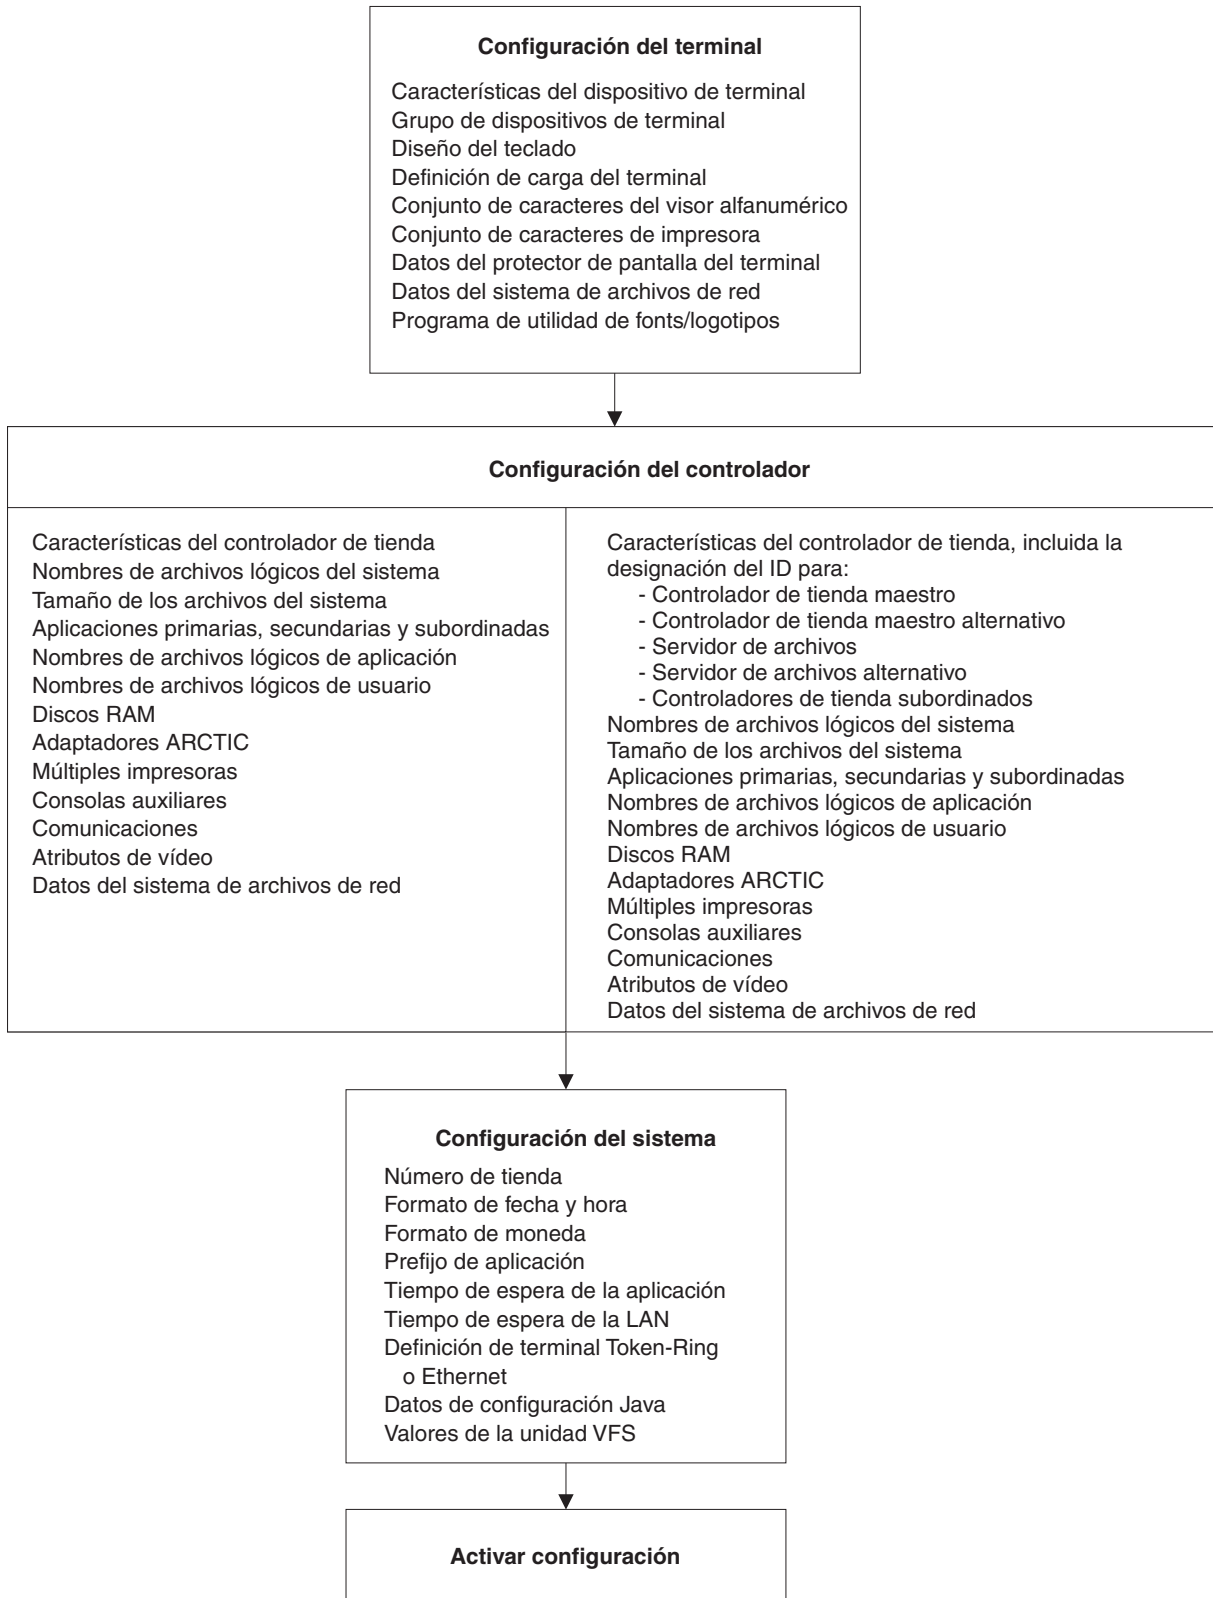 Configuración del terminal
Características del dispositivo de terminal
Grupo de dispositivos de terminal
Diseño del teclado
Definición de carga del terminal
Conjunto de caracteres del visor alfanumérico
Conjunto de caracteres de impresora
Datos del protector de pantalla del terminal
Datos del sistema de archivos de red
Programa de utilidad de fonts/logotipos
Configuración del controlador
Características del controlador de tienda
Nombres de archivos lógicos del sistema
Tamaño de los archivos del sistema
Aplicaciones primarias, secundarias y subordinadas
Nombres de archivos lógicos de aplicación
Nombres de archivos lógicos de usuario
Discos RAM
Adaptadores ARCTIC
Múltiples impresoras
Consolas auxiliares
Comunicaciones
Atributos de vídeo
Datos del sistema de archivos de red
Características del controlador de tienda, incluida la
designación del ID para:
- Controlador de tienda maestro
- Controlador de tienda maestro alternativo
- Servidor de archivos
- Servidor de archivos alternativo
- Controladores de tienda subordinados
Nombres de archivos lógicos del sistema
Tamaño de los archivos del sistema
Aplicaciones primarias, secundarias y subordinadas
Nombres de archivos lógicos de aplicación
Nombres de archivos lógicos de usuario
Discos RAM
Adaptadores ARCTIC
Múltiples impresoras
Consolas auxiliares
Comunicaciones
Atributos de vídeo
Datos del sistema de archivos de red
Configuración del sistema
Número de tienda
Formato de fecha y hora
Formato de moneda
Prefijo de aplicación
Tiempo de espera de la aplicación
Tiempo de espera de la LAN
Definición de terminal Token-Ring
o Ethernet
Datos de configuración Java
Valores de la unidad VFS
Activar configuración